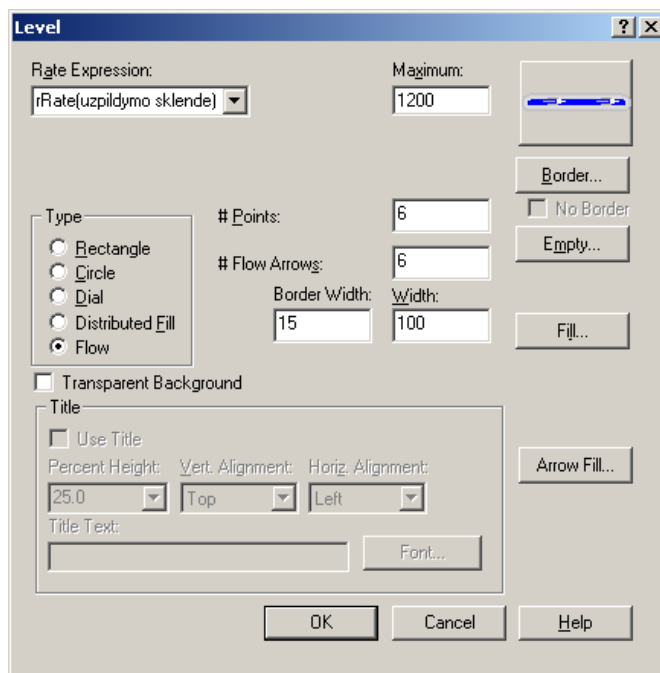 Level
Rate Expression:
Maximum:
rRate(uzpildymo sklende)
1200
Border...
No Border
Type
# Points:
6
Rectangle
Empty...
Circle
# Flow Arrows:
6
Dial
Border Width:
Width:
Distributed Fill
15
100
Fill...
Flow
Transparent Background
Title
Use Title
Percent Height:
Vert. Alignment:
Horiz. Alignment:
Arrow Fill...
25.0
Top
Left
Title Text:
Font...
OK
Cancel
Help